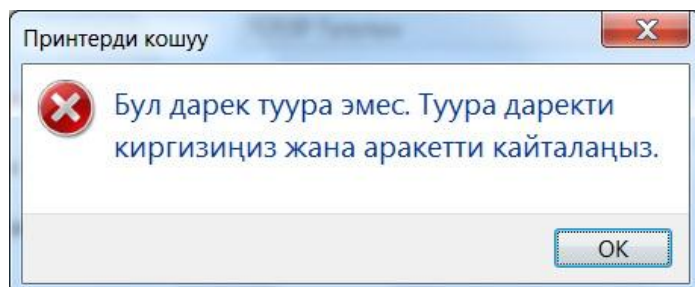 Принтерди кошуу
Бул дарек туура эмес. Туура даректи
киргизиңиз жана аракетти кайталаңыз.
OK